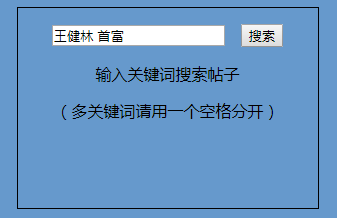 王健林 首富 搜索
输入关键词搜索帖子
（多关键词请用一个空格分开）